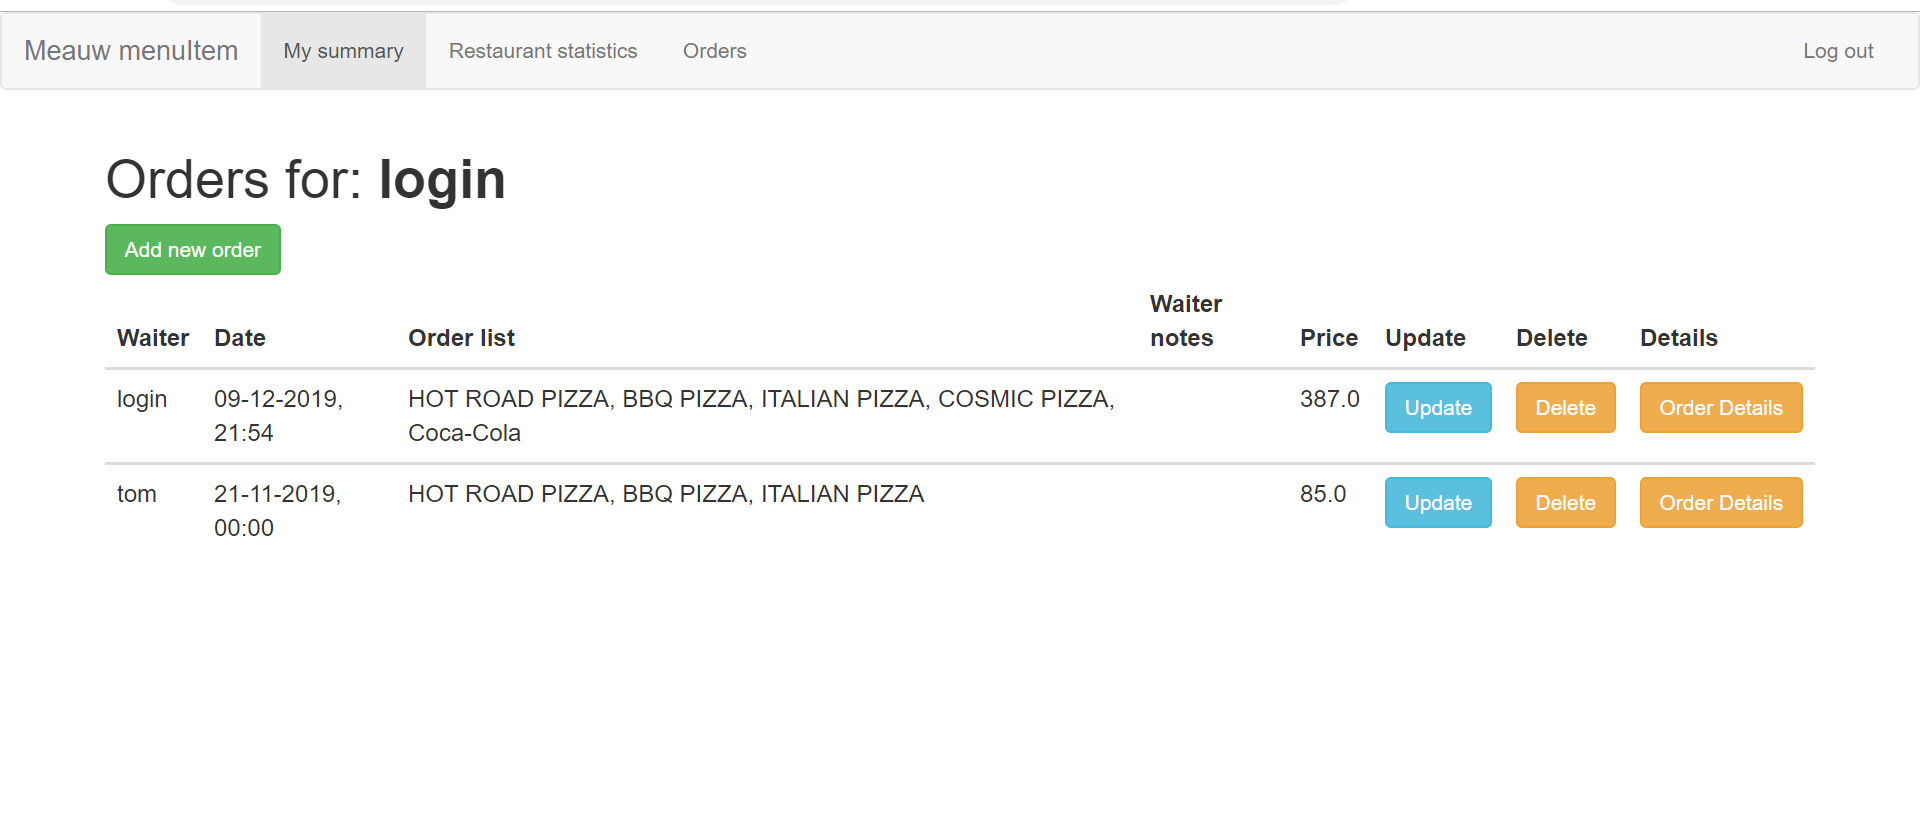 Meauw menuItem My summary Restaurant statistics Orders Log out
Orders for: login
Add new order
Waiter Date Order list Waiter notes Price Update Delete Details
login 09-12-2019, HOT ROAD PIZZA, BBQ PIZZA, ITALIAN PIZZA, COSMIC PIZZA, 387.0 Update Delete Order Details
21:54 Coca-Cola
tom 21-11-2019, HOT ROAD PIZZA, BBQ PIZZA, ITALIAN PIZZA 85.0 Update Delete Order Details
00:00